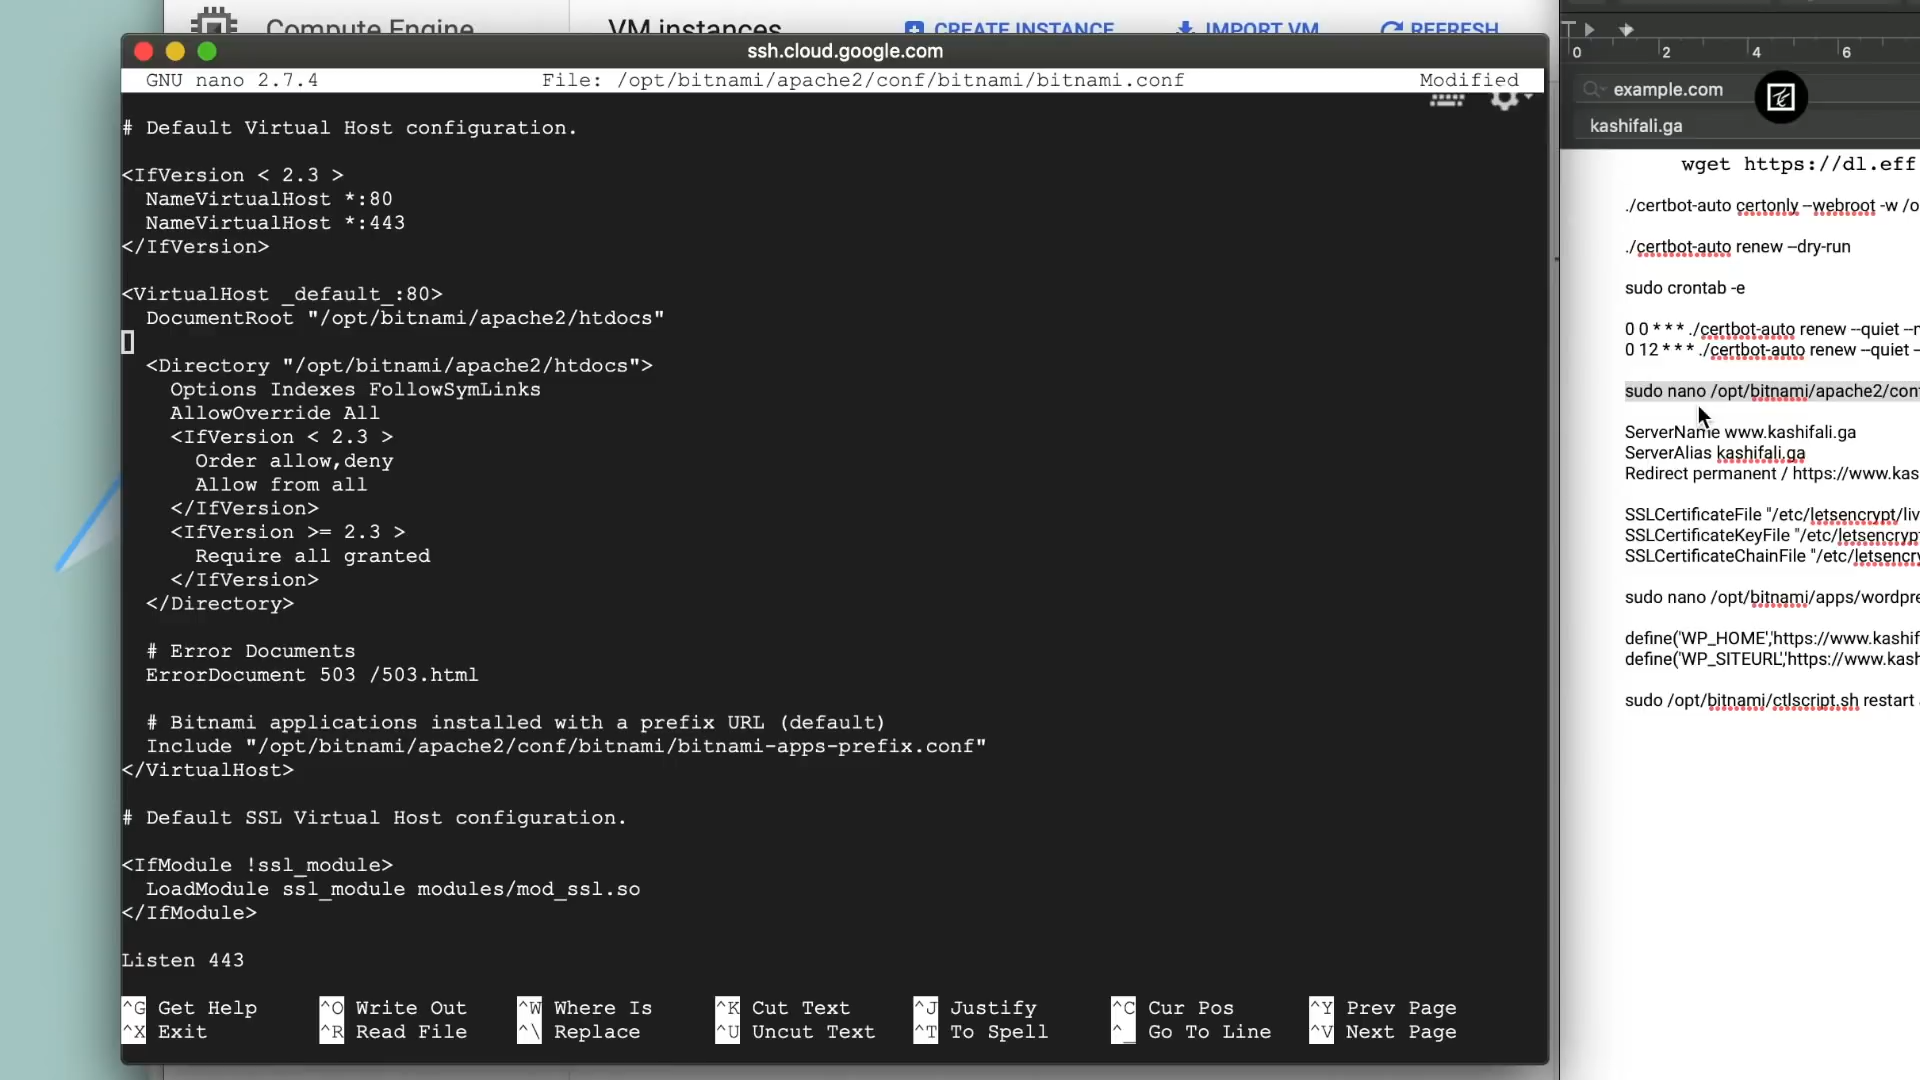 Compute Engine
VM instances
CREATE INSTANCE
IMPORT VM
REFRESH
ssh.cloud.google.com
GNU nano 2.7.4
File: /opt/bitnami/apache2/conf/bitnami/bitnami.conf
Modified
# Default Virtual Host configuration.
<IfVersion < 2.3 >
NameVirtualHost *:80
NameVirtualHost *:443
</IfVersion>
<VirtualHost _default_:80>
DocumentRoot "/opt/bitnami/apache2/htdocs"
<Directory "/opt/bitnami/apache2/htdocs">
Options Indexes FollowSymLinks
AllowOverride All
<IfVersion < 2.3 >
Order allow,deny
Allow from all
</IfVersion>
<IfVersion >= 2.3 >
Require all granted
</IfVersion>
</Directory>
# Error Documents
ErrorDocument 503 /503.html
# Bitnami applications installed with a prefix URL (default)
Include "/opt/bitnami/apache2/conf/bitnami/bitnami-apps-prefix.conf"
</VirtualHost>
# Default SSL Virtual Host configuration.
<IfModule !ssl_module>
LoadModule ssl_module modules/mod_ssl.so
</IfModule>
Listen 443
^G Get Help ^O Write Out ^W Where Is ^K Cut Text ^J Justify ^C Cur Pos ^Y Prev Page
^X Exit ^R Read File ^\ Replace ^U Uncut Text ^T To Spell ^_ Go To Line ^V Next Page
0 2 4 6
example.com
kashifali.ga
wget https://dl.eff
./certbot-auto certonly --webroot -w /o
./certbot-auto renew --dry-run
sudo crontab -e
0 0 * * * ./certbot-auto renew --quiet --n
0 12 * * * ./certbot-auto renew --quiet -
sudo nano /opt/bitnami/apache2/con
ServerName www.kashifali.ga
ServerAlias kashifali.ga
Redirect permanent / https://www.kas
SSLCertificateFile "/etc/letsencrypt/liv
SSLCertificateKeyFile "/etc/letsencryp
SSLCertificateChainFile "/etc/letsencry
sudo nano /opt/bitnami/apps/wordpre
define('WP_HOME','https://www.kashif
define('WP_SITEURL','https://www.kash
sudo /opt/bitnami/ctlscript.sh restart